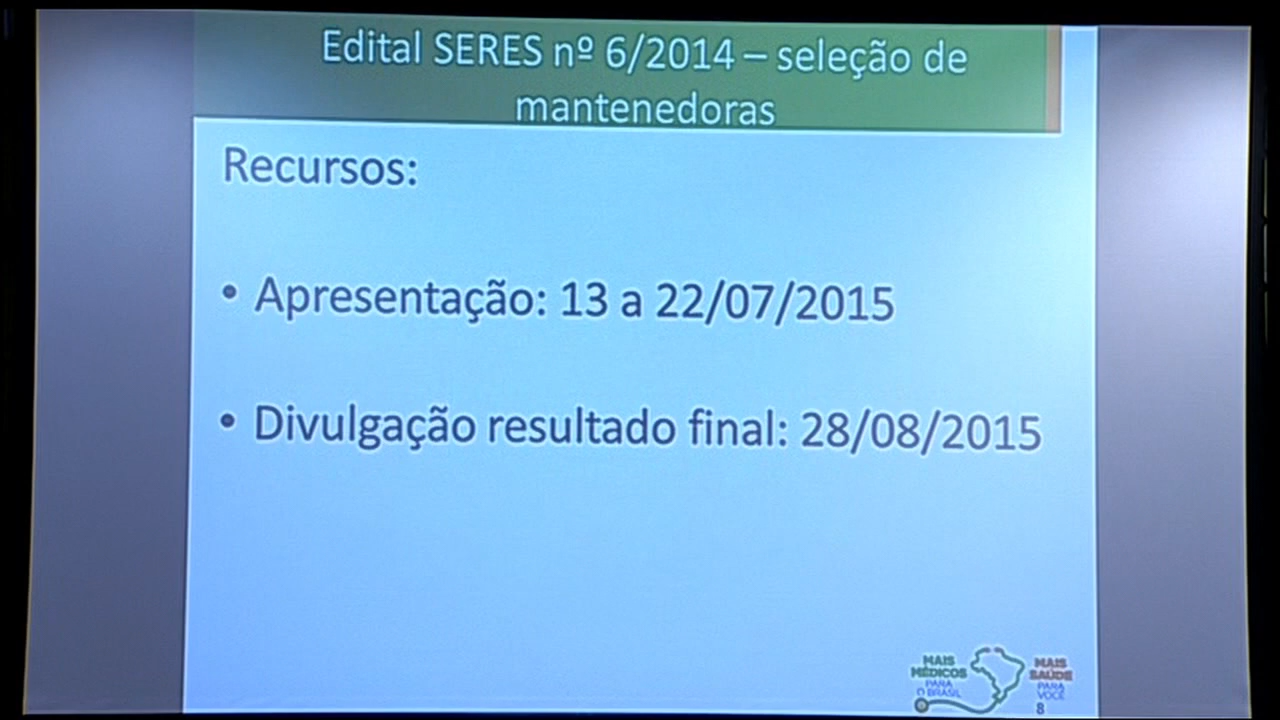 Edital SERES nº 6/2014 – seleção de
mantenedoras
Recursos:
• Apresentação: 13 a 22/07/2015
• Divulgação resultado final: 28/08/2015
MAIS
MÉDICOS
PARA
O BRASIL
MAIS
SAÚDE
PARA
VOCÊ
8